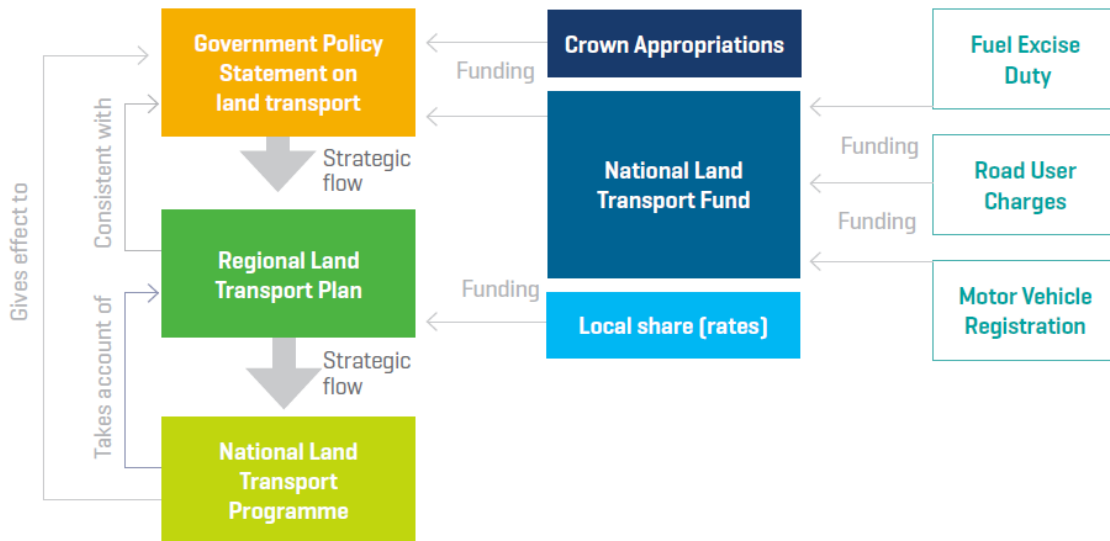 Government Policy
Statement on
land transport
Strategic
flow
Regional Land
Transport Plan
Strategic
flow
National Land
Transport
Programme
Gives effect to
Consistent with
Takes account of
Funding
Funding
Crown Appropriations
National Land
Transport Fund
Local share (rates)
Funding
Funding
Fuel Excise
Duty
Road User
Charges
Motor Vehicle
Registration